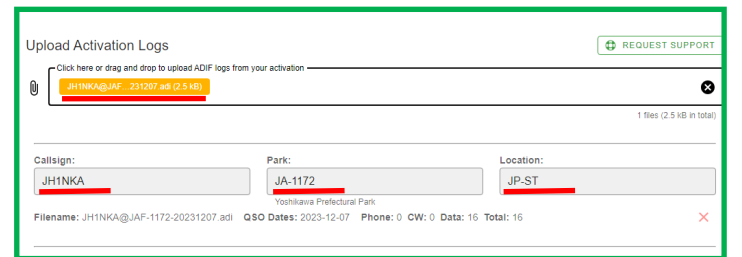 Upload Activation Logs
REQUEST SUPPORT
Click here or drag and drop to upload ADIF logs from your activation
JH1NKA@JAF...231207.adi (2.5 kB)
1 files (2.5 kB in total)
Callsign:
Park:
Location:
JH1NKA
JA-1172
JP-ST
Yoshikawa Prefectural Park
Filename: JH1NKA@JAF-1172-20231207.adi QSO Dates: 2023-12-07 Phone: 0 CW: 0 Data: 16 Total: 16